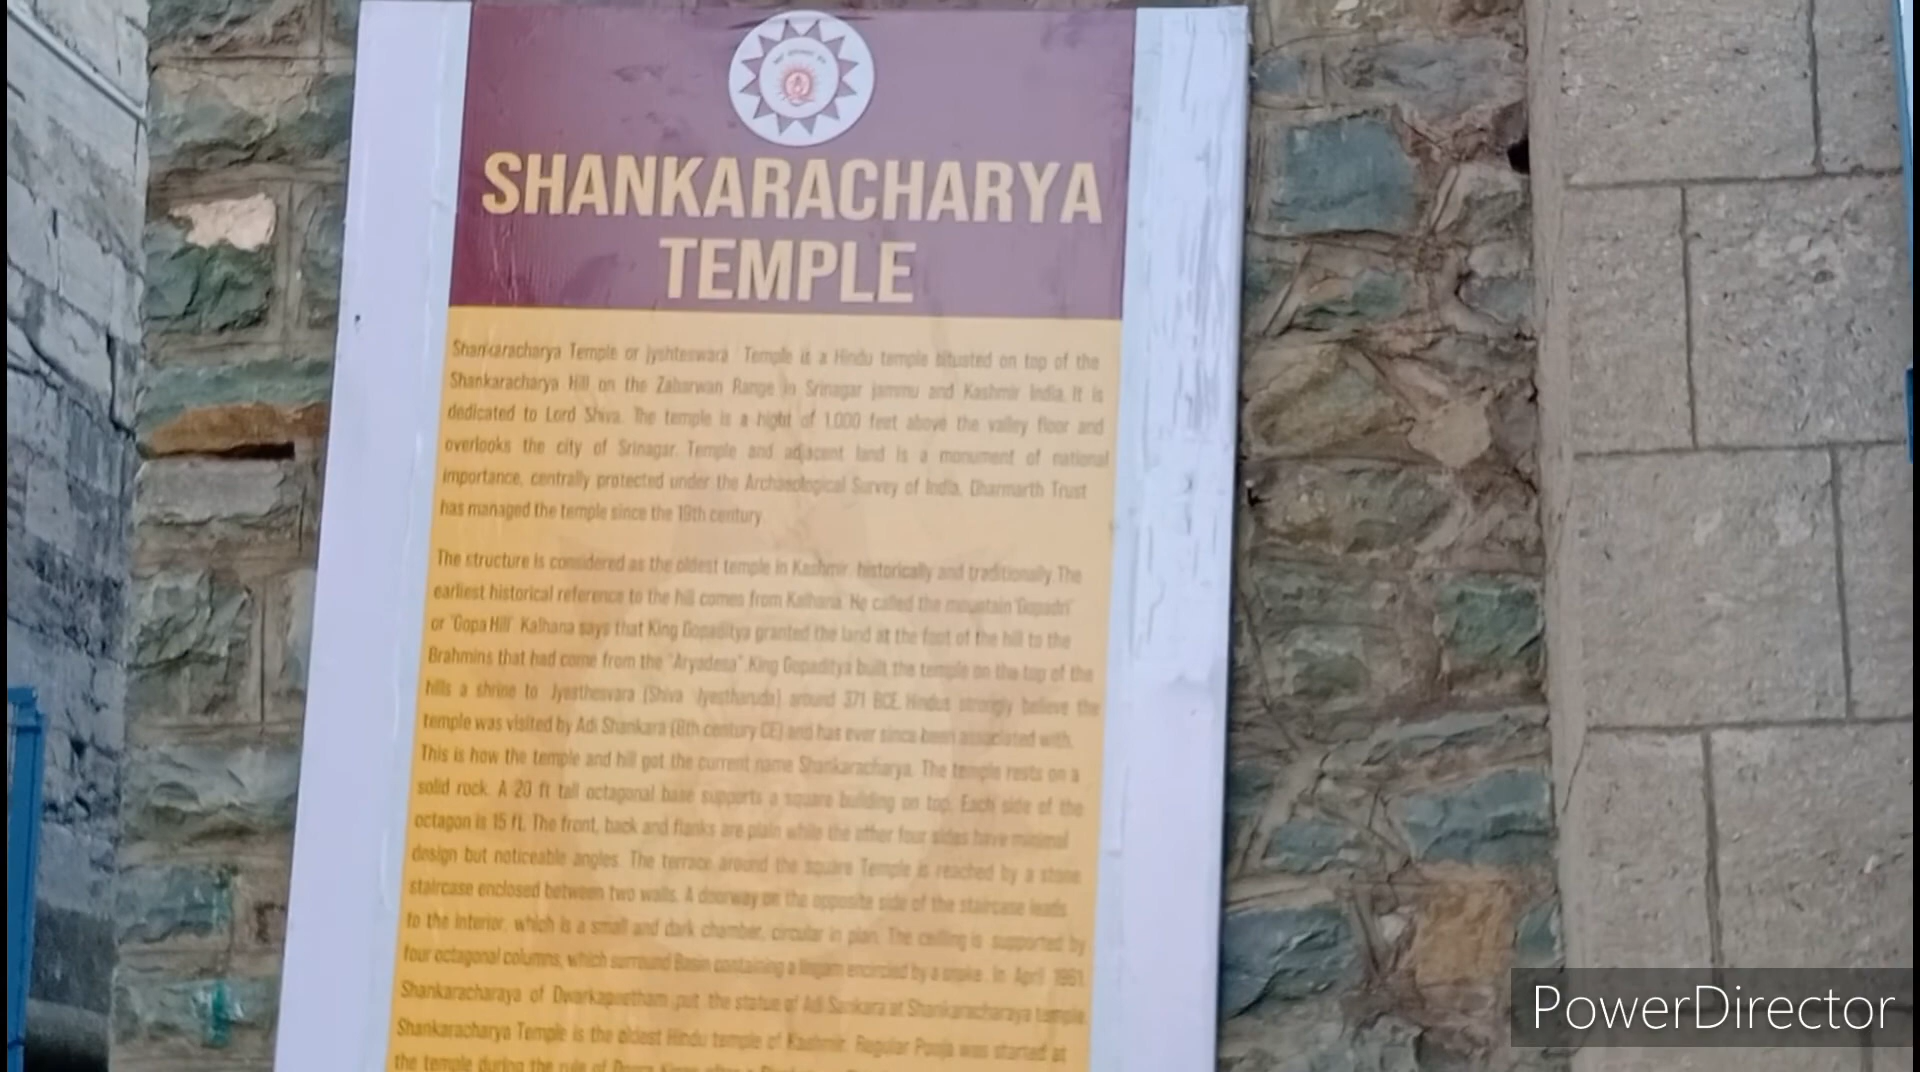 SHANKARACHARYA
TEMPLE
Shankaracharya Temple or Jyshteswara Temple is a Hindu temple situated on top of the
Shankaracharya Hill on the Zabarwan Range in Srinagar Jammu and Kashmir India. It is
dedicated to Lord Shiva. The temple is a hight of 1,000 feet above the valley floor and
overlooks the city of Srinagar. Temple and adjacent land is a monument of national
importance, centrally protected under the Archaeological Survey of India. Dharmarth Trust
has managed the temple since the 19th century
The structure is considered as the oldest temple in Kashmir, historically and traditionally The
earliest historical reference to the hill comes from Kalhana. He called the mountain 'Gopadri'
or 'Gopa Hill' Kalhana says that King Gopaditya granted the land at the foot of the hill to the
Brahmins that had come from the "Aryadesa" .King Gopaditya built the temple on the top of the
hills a shrine to Jyesthesvara (Shiva Jyestharuda) around 371 BCE. Hindus strongly believe the
temple was visited by Adi Shankara (8th century CE) and has ever since been associated with.
This is how the temple and hill got the current name Shankaracharya. The temple rests on a
solid rock. A 20 ft tall octagonal base supports a square building on top. Each side of the
octagon is 15 ft. The front, back and flanks are plain while the other four sides have minimal
design but noticeable angles. The terrace around the square Temple is reached by a stone
staircase enclosed between two walls. A doorway on the opposite side of the staircase leads
to the interior, which is a small and dark chamber, circular in plan. The ceiling is supported by
four octagonal columns, which surround Basin containing a lingam encircled by a snake. In April 1961
Shankaracharaya of Dwarkapeetham put the statue of Adi Sankara at Shankaracharaya temple
Shankaracharya Temple is the oldest Hindu temple of Kashmir. Regular Pooja was started at
the temple during the rule of Dogra
PowerDirector